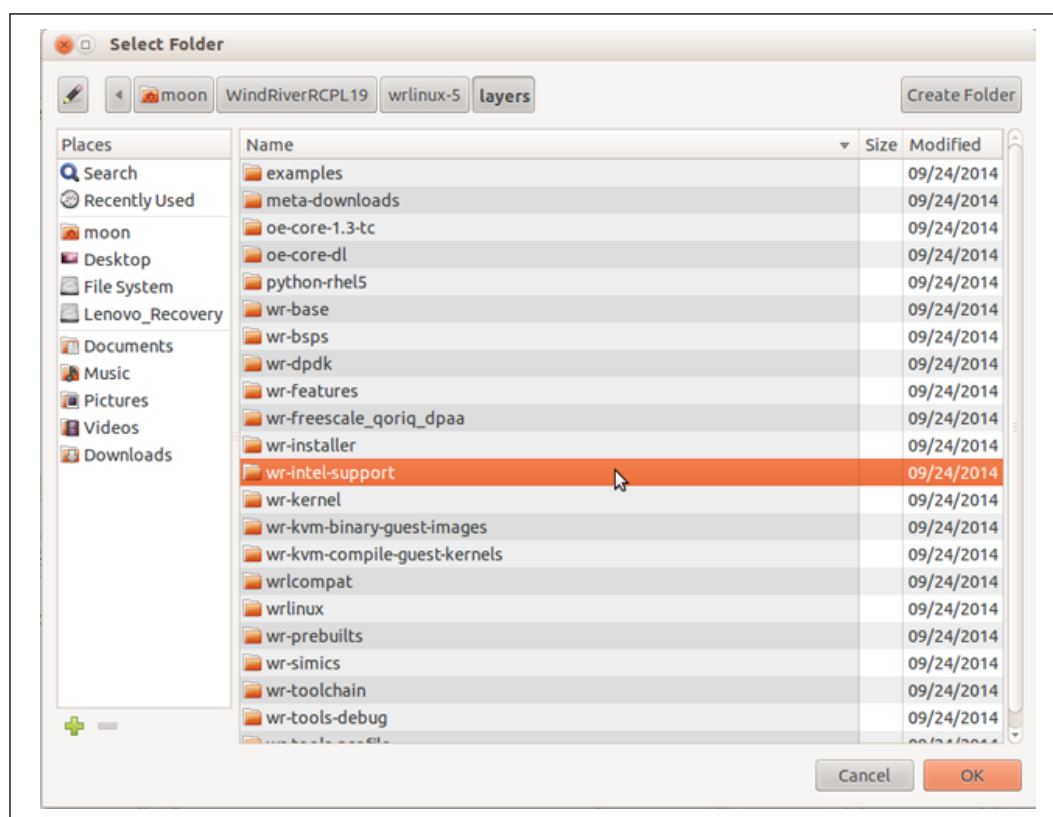 Select Folder
moon WindRiverRCPL19 wrlinux-5 layers Create Folder
Places
Search
Recently Used
moon
Desktop
File System
Lenovo_Recovery
Documents
Music
Pictures
Videos
Downloads
Name Size Modified
examples 09/24/2014
meta-downloads 09/24/2014
oe-core-1.3-tc 09/24/2014
oe-core-dl 09/24/2014
python-rhel5 09/24/2014
wr-base 09/24/2014
wr-bsps 09/24/2014
wr-dpdk 09/24/2014
wr-features 09/24/2014
wr-freescale_qoriq_dpaa 09/24/2014
wr-installer 09/24/2014
wr-intel-support 09/24/2014
wr-kernel 09/24/2014
wr-kvm-binary-guest-images 09/24/2014
wr-kvm-compile-guest-kernels 09/24/2014
wrlcompat 09/24/2014
wrlinux 09/24/2014
wr-prebuilts 09/24/2014
wr-simics 09/24/2014
wr-toolchain 09/24/2014
wr-tools-debug 09/24/2014
Cancel OK